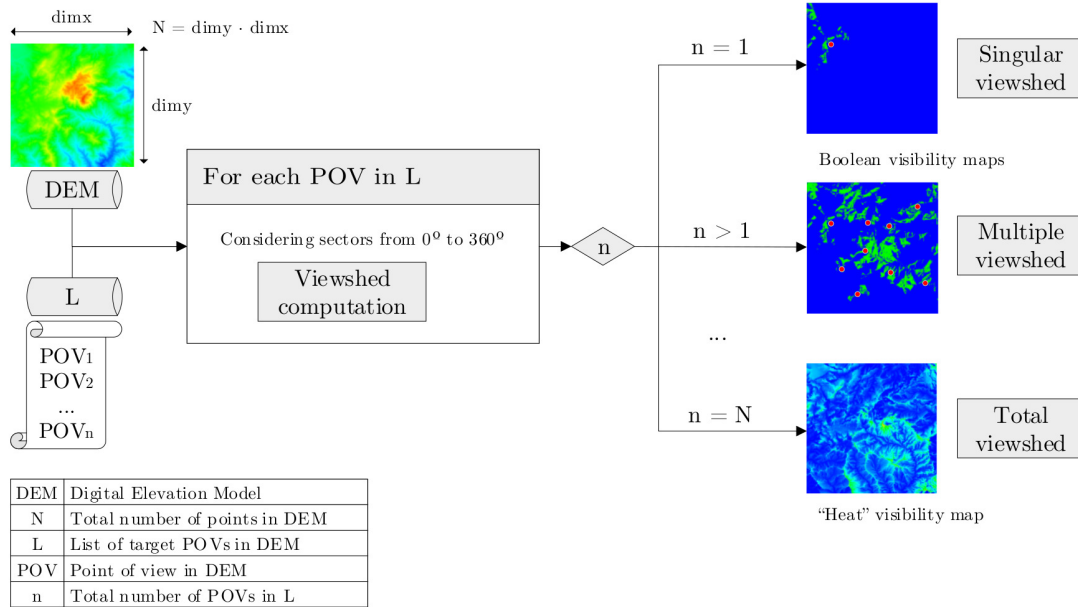 dimx
N = dimy · dimx
dimy
DEM
L
POV1
POV2
...
POVn
For each POV in L
Considering sectors from 0º to 360º
Viewshed
computation
n
n = 1
n > 1
...
n = N
Singular
viewshed
Boolean visibility maps
Multiple
viewshed
Total
viewshed
“Heat” visibility map
DEM Digital Elevation Model
N Total number of points in DEM
L List of target POVs in DEM
POV Point of view in DEM
n Total number of POVs in L